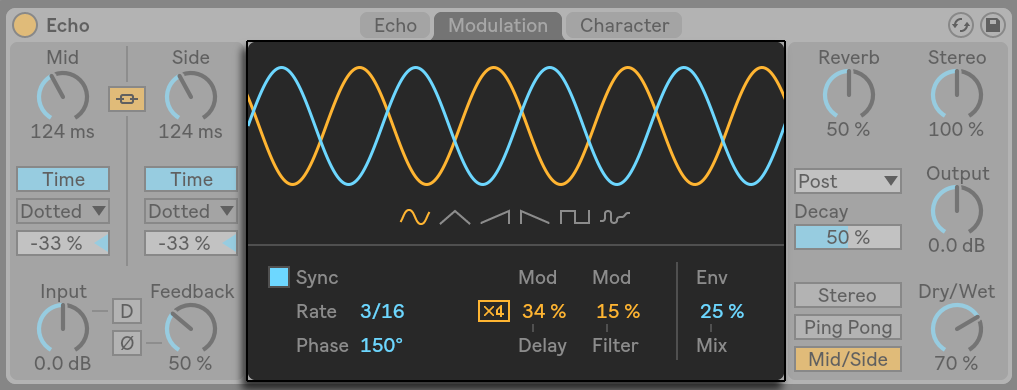 Echo
Echo Modulation Character
Mid Side
124 ms 124 ms
Time Time
Dotted Dotted
-33 % -33 %
Input D Feedback
Ø
0.0 dB 50 %
Sync
Rate 3/16
Phase 150°
Mod Mod Env
×4 34 % 15 % 25 %
Delay Filter Mix
Reverb Stereo
50 % 100 %
Post Output
Decay
50 % 0.0 dB
Stereo Dry/Wet
Ping Pong
Mid/Side 70 %